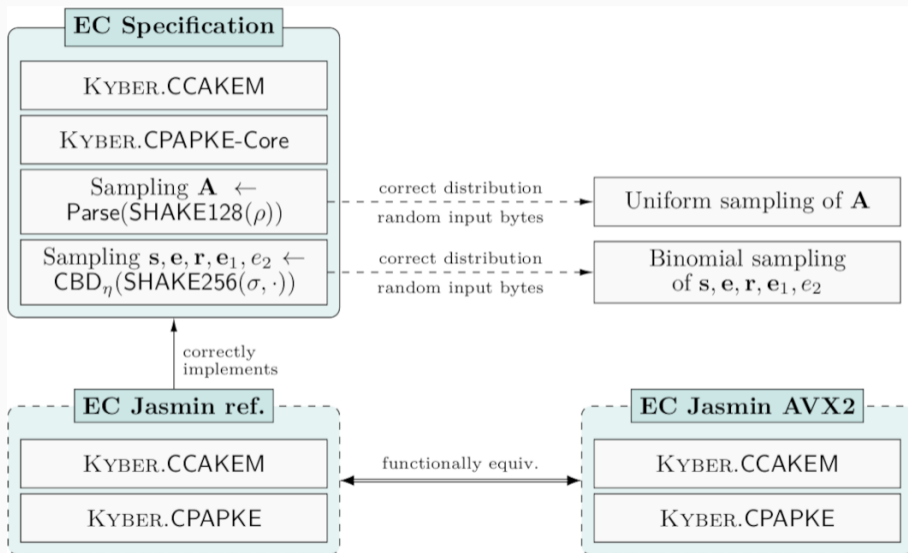 EC Specification
KYBER.CCAKEM
KYBER.CPAPKE-Core
Sampling A ←
Parse(SHAKE128(ρ))
correct distribution
random input bytes
Uniform sampling of A
Sampling s, e, r, e₁, e₂ ←
CBD_η(SHAKE256(σ, ·))
correct distribution
random input bytes
Binomial sampling
of s, e, r, e₁, e₂
correctly
implements
EC Jasmin ref.
KYBER.CCAKEM
KYBER.CPAPKE
functionally equiv.
EC Jasmin AVX2
KYBER.CCAKEM
KYBER.CPAPKE